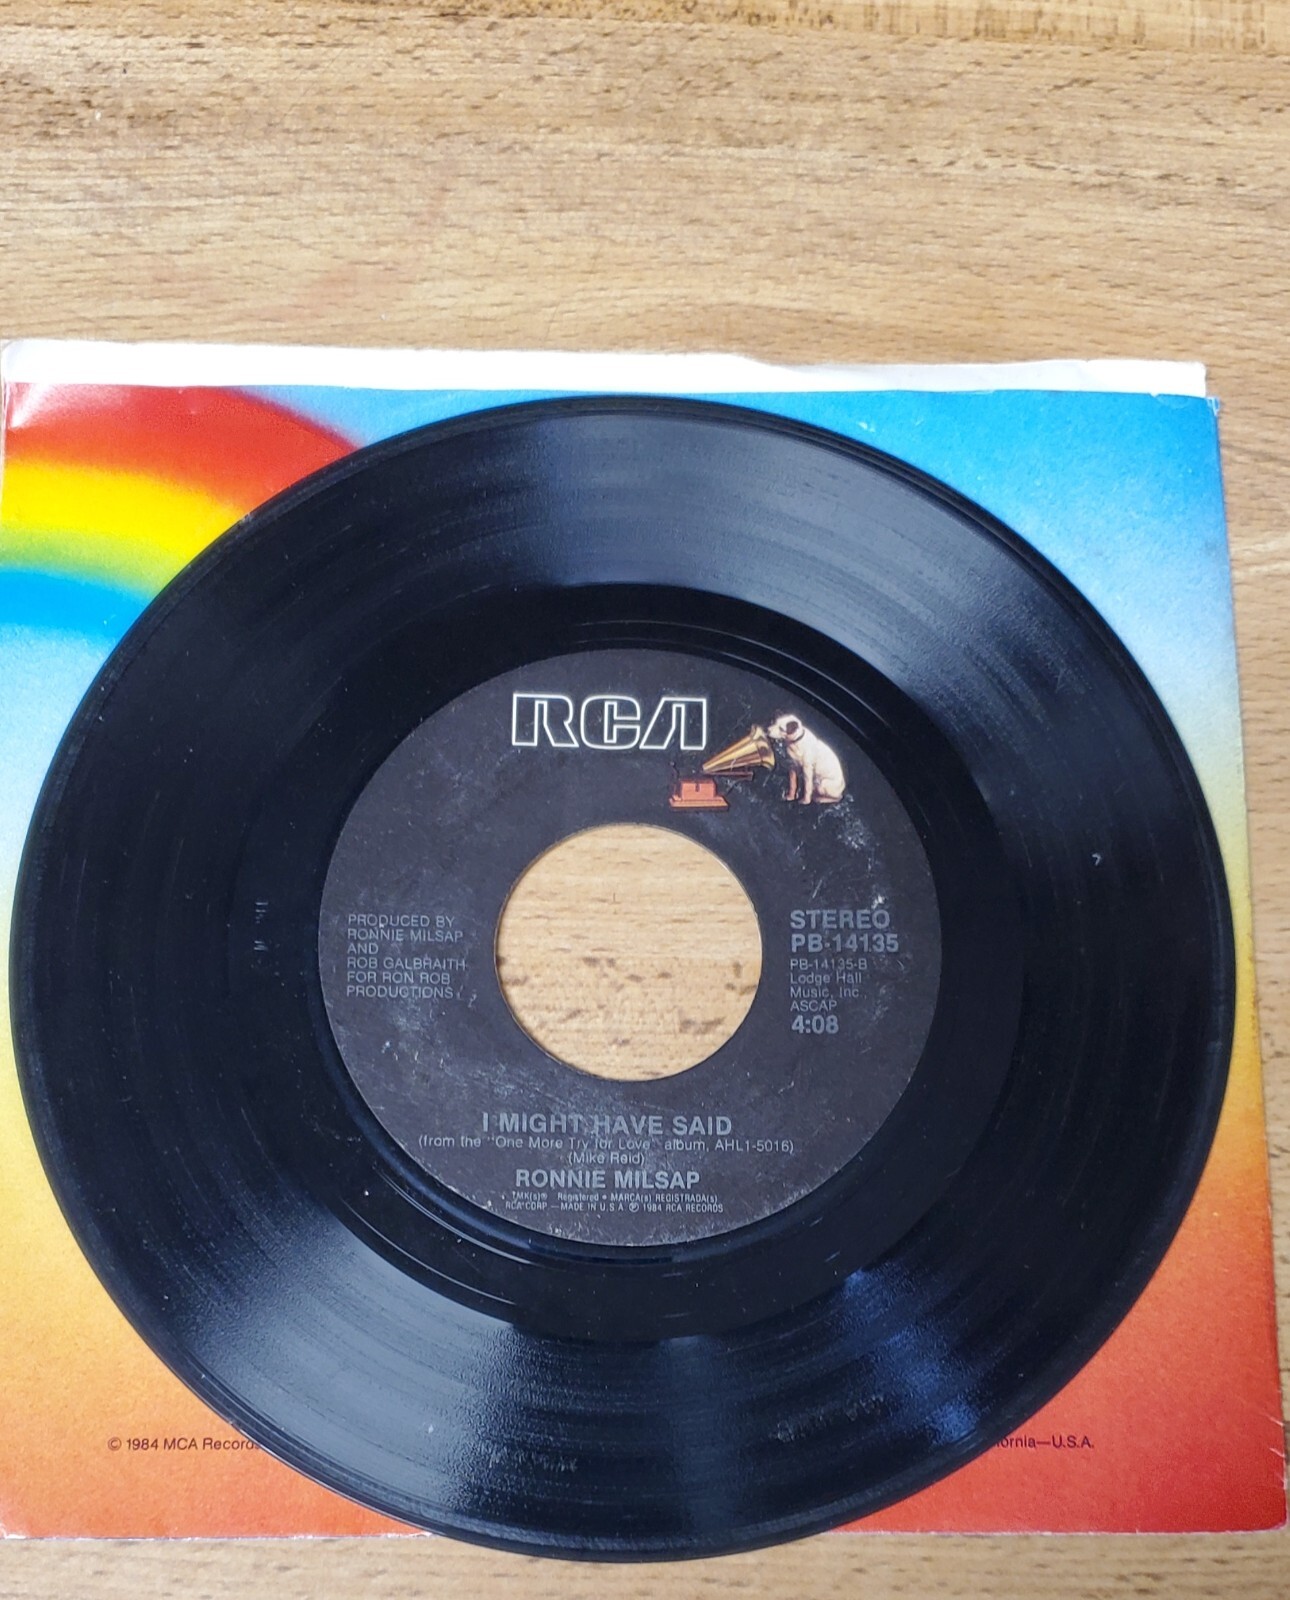 RCA
PRODUCED BY
RONNIE MILSAP
AND
ROB GALBRAITH
FOR RON ROB
PRODUCTIONS
STEREO
PB-14135
PB-14135-B
Lodge Hall
Music, Inc.
ASCAP
4:08
I MIGHT HAVE SAID
(from the "One More Try for Love" album, AHL1-5016)
(Mike Reid)
RONNIE MILSAP
TMK(s)® Registered • MARCA(s) REGISTRADA(s)
RCA CORP — MADE IN U.S.A. ℗ 1984 RCA RECORDS
© 1984 MCA Records
ornia—U.S.A.